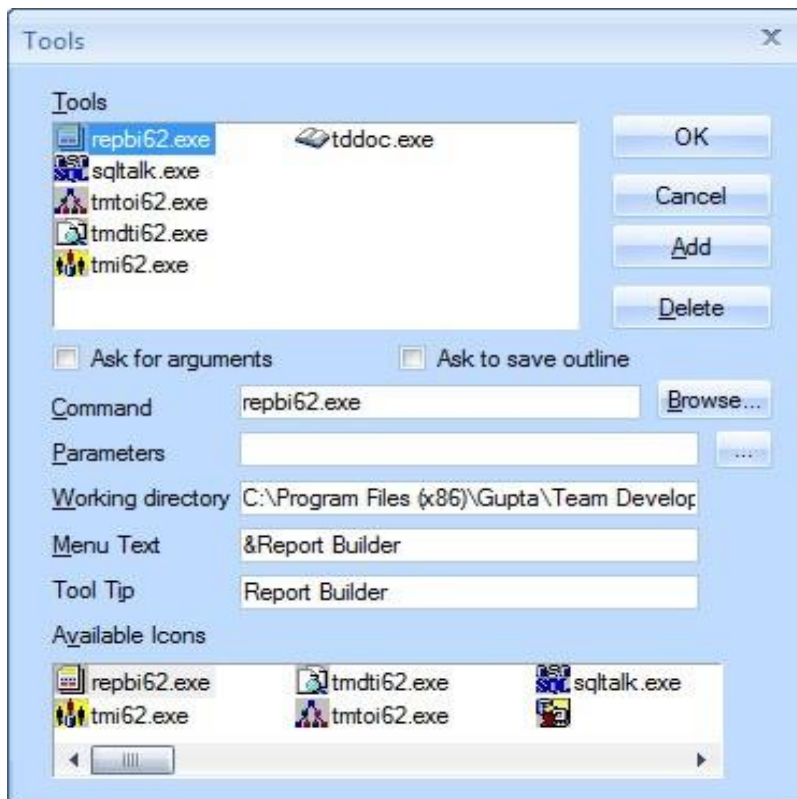 Tools
Tools
repbi62.exe tddoc.exe
sqltalk.exe
tmtoi62.exe
tmdti62.exe
tmi62.exe
OK
Cancel
Add
Delete
Ask for arguments Ask to save outline
Command repbi62.exe Browse...
Parameters ...
Working directory C:\Program Files (x86)\Gupta\Team Develop
Menu Text &Report Builder
Tool Tip Report Builder
Available Icons
repbi62.exe tmdti62.exe sqltalk.exe
tmi62.exe tmtoi62.exe